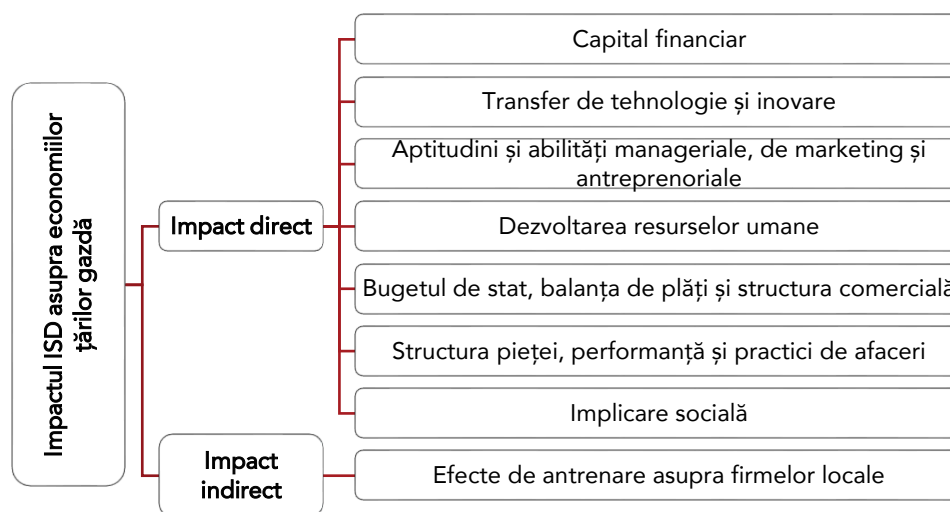 Impactul ISD asupra economiilor
țărilor gazdă
Impact direct
Capital financiar
Transfer de tehnologie și inovare
Aptitudini și abilități manageriale, de marketing și
antreprenoriale
Dezvoltarea resurselor umane
Bugetul de stat, balanța de plăți și structura comercială
Structura pieței, performanță și practici de afaceri
Implicare socială
Impact
indirect
Efecte de antrenare asupra firmelor locale